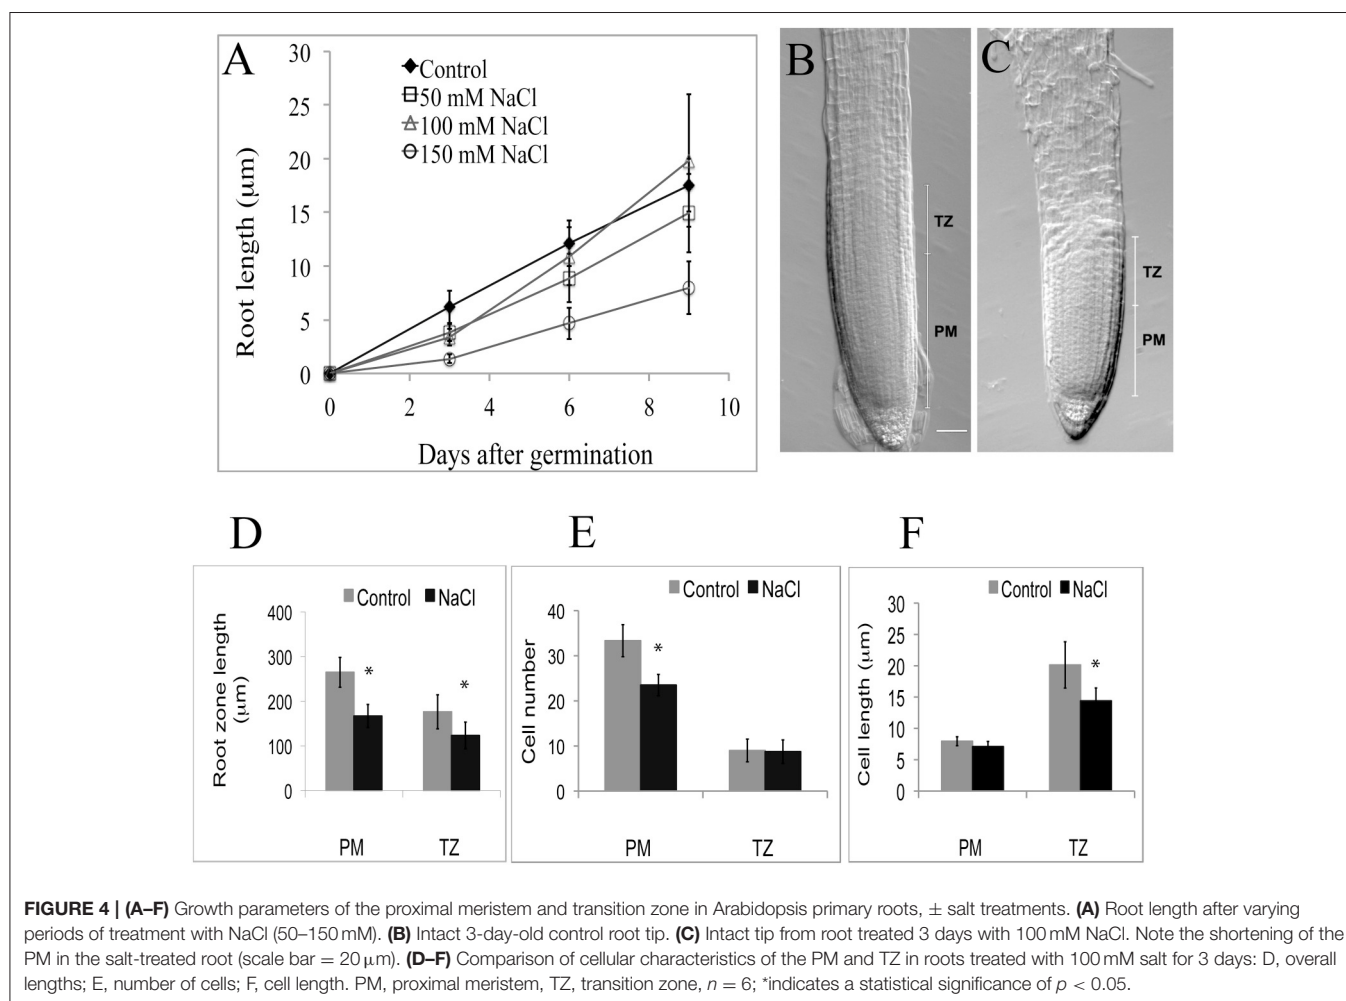 A
30
25
20
15
10
5
0
Root length (μm)
Control
50 mM NaCl
100 mM NaCl
150 mM NaCl
0 2 4 6 8 10
Days after germination
B
TZ
PM
C
TZ
PM
D
Control NaCl
400
300
200
100
0
Root zone length
(μm)
*
*
PM TZ
E
Control NaCl
40
30
20
10
0
Cell number
*
PM TZ
F
Control NaCl
30
25
20
15
10
5
0
Cell length (μm)
*
PM TZ
FIGURE 4 | (A–F) Growth parameters of the proximal meristem and transition zone in Arabidopsis primary roots, ± salt treatments. (A) Root length after varying
periods of treatment with NaCl (50–150 mM). (B) Intact 3-day-old control root tip. (C) Intact tip from root treated 3 days with 100 mM NaCl. Note the shortening of the
PM in the salt-treated root (scale bar = 20 μm). (D–F) Comparison of cellular characteristics of the PM and TZ in roots treated with 100 mM salt for 3 days: D, overall
lengths; E, number of cells; F, cell length. PM, proximal meristem, TZ, transition zone, n = 6; *indicates a statistical significance of p < 0.05.